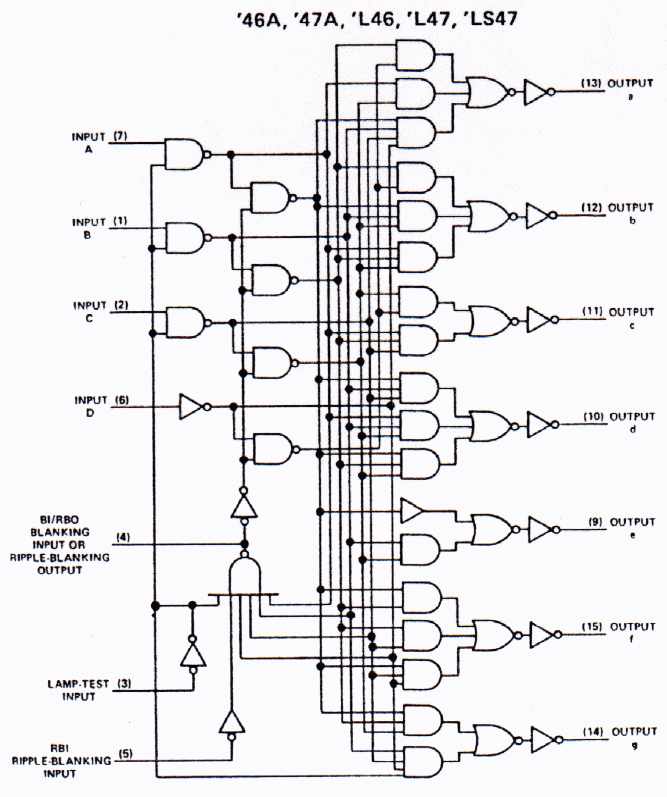 '46A, '47A, 'L46, 'L47, 'LS47
(13) OUTPUT
a
INPUT (7)
A
(12) OUTPUT
b
INPUT (1)
B
INPUT (2)
C
(11) OUTPUT
c
INPUT (6)
D
(10) OUTPUT
d
BI/RBO
BLANKING
INPUT OR (4)
RIPPLE-BLANKING
OUTPUT
(9) OUTPUT
e
(15) OUTPUT
f
LAMP-TEST (3)
INPUT
(14) OUTPUT
g
RBI
RIPPLE-BLANKING (5)
INPUT